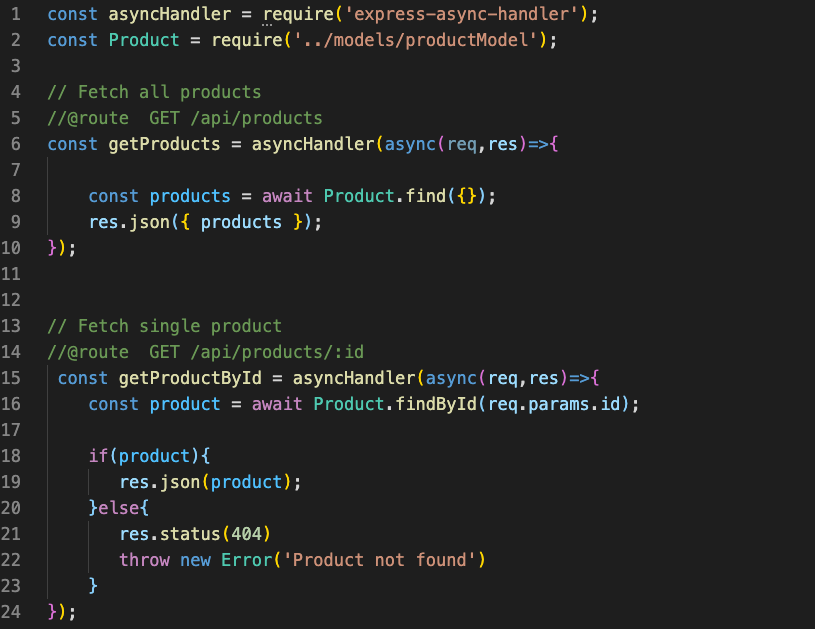 1 const asyncHandler = require('express-async-handler');
2 const Product = require('../models/productModel');
3
4 // Fetch all products
5 //@route  GET /api/products
6 const getProducts = asyncHandler(async(req,res)=>{
7
8     const products = await Product.find({});
9     res.json({ products });
10 });
11
12
13 // Fetch single product
14 //@route  GET /api/products/:id
15  const getProductById = asyncHandler(async(req,res)=>{
16     const product = await Product.findById(req.params.id);
17
18     if(product){
19        res.json(product);
20     }else{
21        res.status(404)
22        throw new Error('Product not found')
23     }
24 });